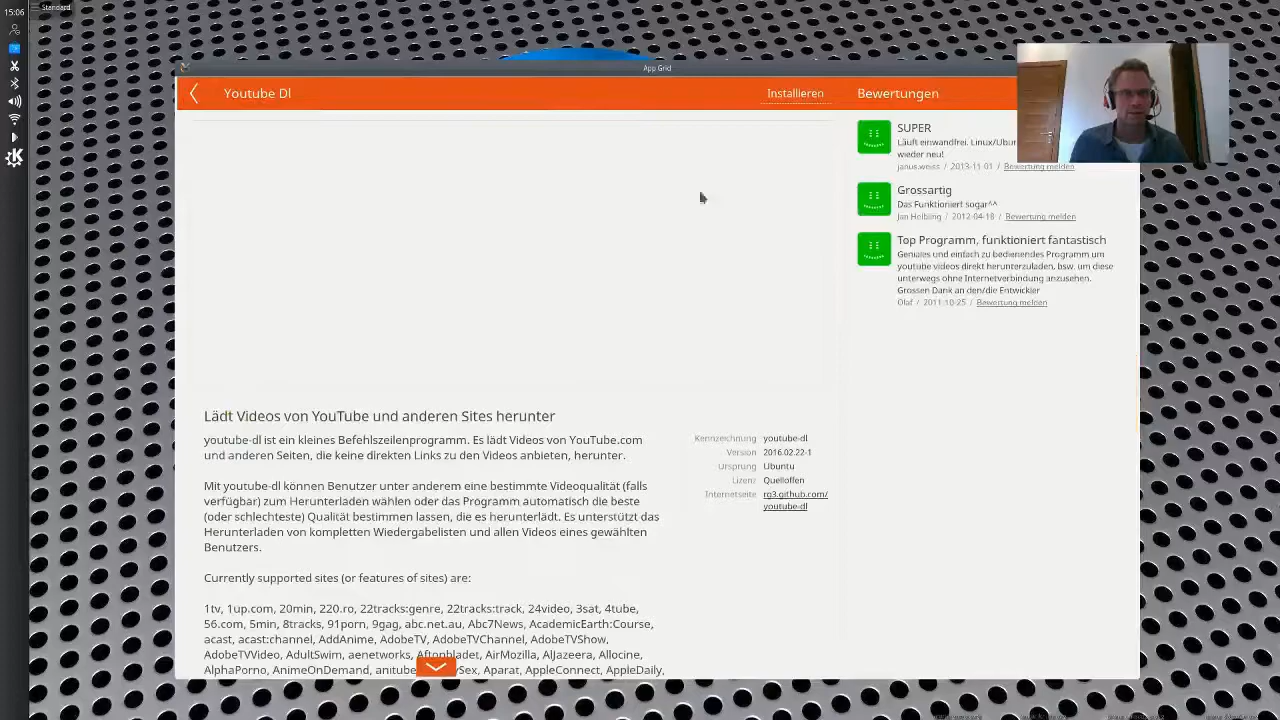 15:06
Standard
App Grid
Youtube Dl
Installieren
Bewertungen
SUPER
Läuft einwandfrei.
wieder neu!
janus.weiss / 2013-11-01 / Bewertung melden
Grossartig
Das Funktioniert sogar^^
Jan Helbling / 2012-04-18 / Bewertung melden
Top Programm, funktioniert fantastisch
Geniales und einfach zu bedienendes Programm um
youtube videos direkt herunterzuladen, bsw. um diese
unterwegs ohne Internetverbindung anzusehen.
Grossen Dank an den/die Entwickler
Olaf / 2011-10-25 / Bewertung melden
Lädt Videos von YouTube und anderen Sites herunter
youtube-dl ist ein kleines Befehlszeilenprogramm. Es lädt Videos von YouTube.com
und anderen Seiten, die keine direkten Links zu den Videos anbieten, herunter.
Mit youtube-dl können Benutzer unter anderem eine bestimmte Videoqualität (falls
verfügbar) zum Herunterladen wählen oder das Programm automatisch die beste
(oder schlechteste) Qualität bestimmen lassen, die es herunterlädt. Es unterstützt das
Herunterladen von kompletten Wiedergabelisten und allen Videos eines gewählten
Benutzers.
Currently supported sites (or features of sites) are:
1tv, 1up.com, 20min, 220.ro, 22tracks:genre, 22tracks:track, 24video, 3sat, 4tube,
56.com, 5min, 8tracks, 91porn, 9gag, abc.net.au, Abc7News, AcademicEarth:Course,
acast, acast:channel, AddAnime, AdobeTV, AdobeTVChannel, AdobeTVShow,
AdobeTVVideo, AdultSwim, aenetworks, Aftonbladet, AirMozilla, AlJazeera, Allocine,
AlphaPorno, AnimeOnDemand, Aparat, AppleConnect, AppleDaily,
Kennzeichnung youtube-dl
Version 2016.02.22-1
Ursprung Ubuntu
Lizenz Quelloffen
Internetseite rg3.github.com/
youtube-dl